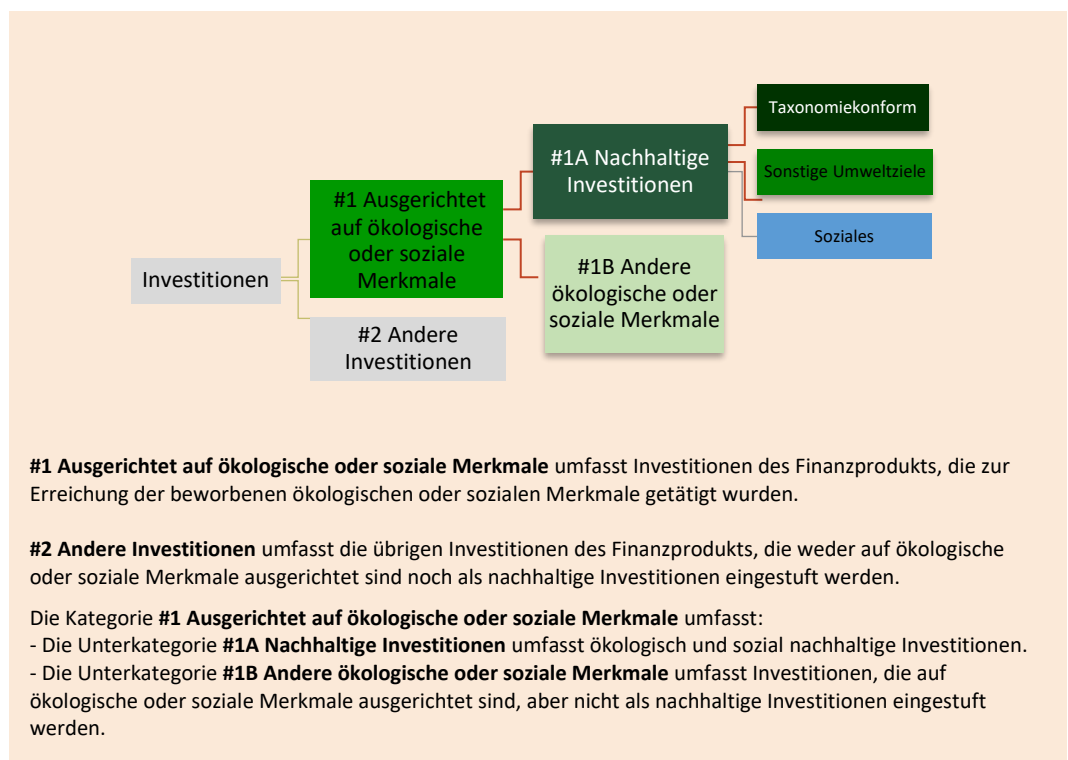 Taxonomiekonform
#1A Nachhaltige
Investitionen
Sonstige Umweltziele
Soziales
#1 Ausgerichtet
auf ökologische
oder soziale
Merkmale
#1B Andere
ökologische oder
soziale Merkmale
Investitionen
#2 Andere
Investitionen
#1 Ausgerichtet auf ökologische oder soziale Merkmale umfasst Investitionen des Finanzprodukts, die zur
Erreichung der beworbenen ökologischen oder sozialen Merkmale getätigt wurden.
#2 Andere Investitionen umfasst die übrigen Investitionen des Finanzprodukts, die weder auf ökologische
oder soziale Merkmale ausgerichtet sind noch als nachhaltige Investitionen eingestuft werden.
Die Kategorie #1 Ausgerichtet auf ökologische oder soziale Merkmale umfasst:
- Die Unterkategorie #1A Nachhaltige Investitionen umfasst ökologisch und sozial nachhaltige Investitionen.
- Die Unterkategorie #1B Andere ökologische oder soziale Merkmale umfasst Investitionen, die auf
ökologische oder soziale Merkmale ausgerichtet sind, aber nicht als nachhaltige Investitionen eingestuft
werden.